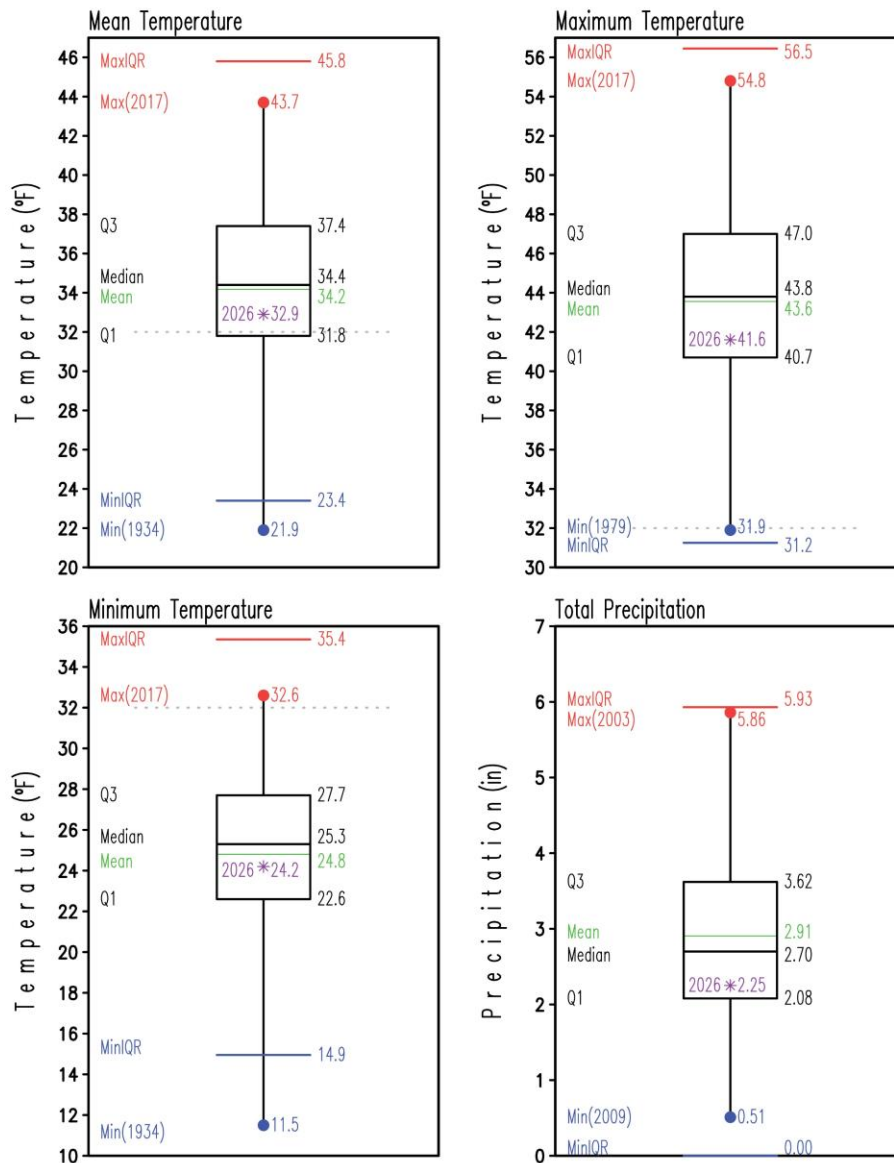 Mean Temperature
Temperature (°F)
46
44
42
40
38
36
34
32
30
28
26
24
22
20
MaxIQR 45.8
Max(2017) 43.7
Q3 37.4
Median 34.4
Mean 34.2
2026 * 32.9
Q1 31.8
MinIQR 23.4
Min(1934) 21.9
Maximum Temperature
Temperature (°F)
56
54
52
50
48
46
44
42
40
38
36
34
32
30
MaxIQR 56.5
Max(2017) 54.8
Q3 47.0
Median 43.8
Mean 43.6
2026 * 41.6
Q1 40.7
Min(1979) 31.9
MinIQR 31.2
Minimum Temperature
Temperature (°F)
36
34
32
30
28
26
24
22
20
18
16
14
12
10
MaxIQR 35.4
Max(2017) 32.6
Q3 27.7
Median 25.3
Mean 24.8
2026 * 24.2
Q1 22.6
MinIQR 14.9
Min(1934) 11.5
Total Precipitation
Precipitation (in)
7
6
5
4
3
2
1
0
MaxIQR 5.93
Max(2003) 5.86
Q3 3.62
Mean 2.91
Median 2.70
2026 * 2.25
Q1 2.08
Min(2009) 0.51
MinIQR 0.00